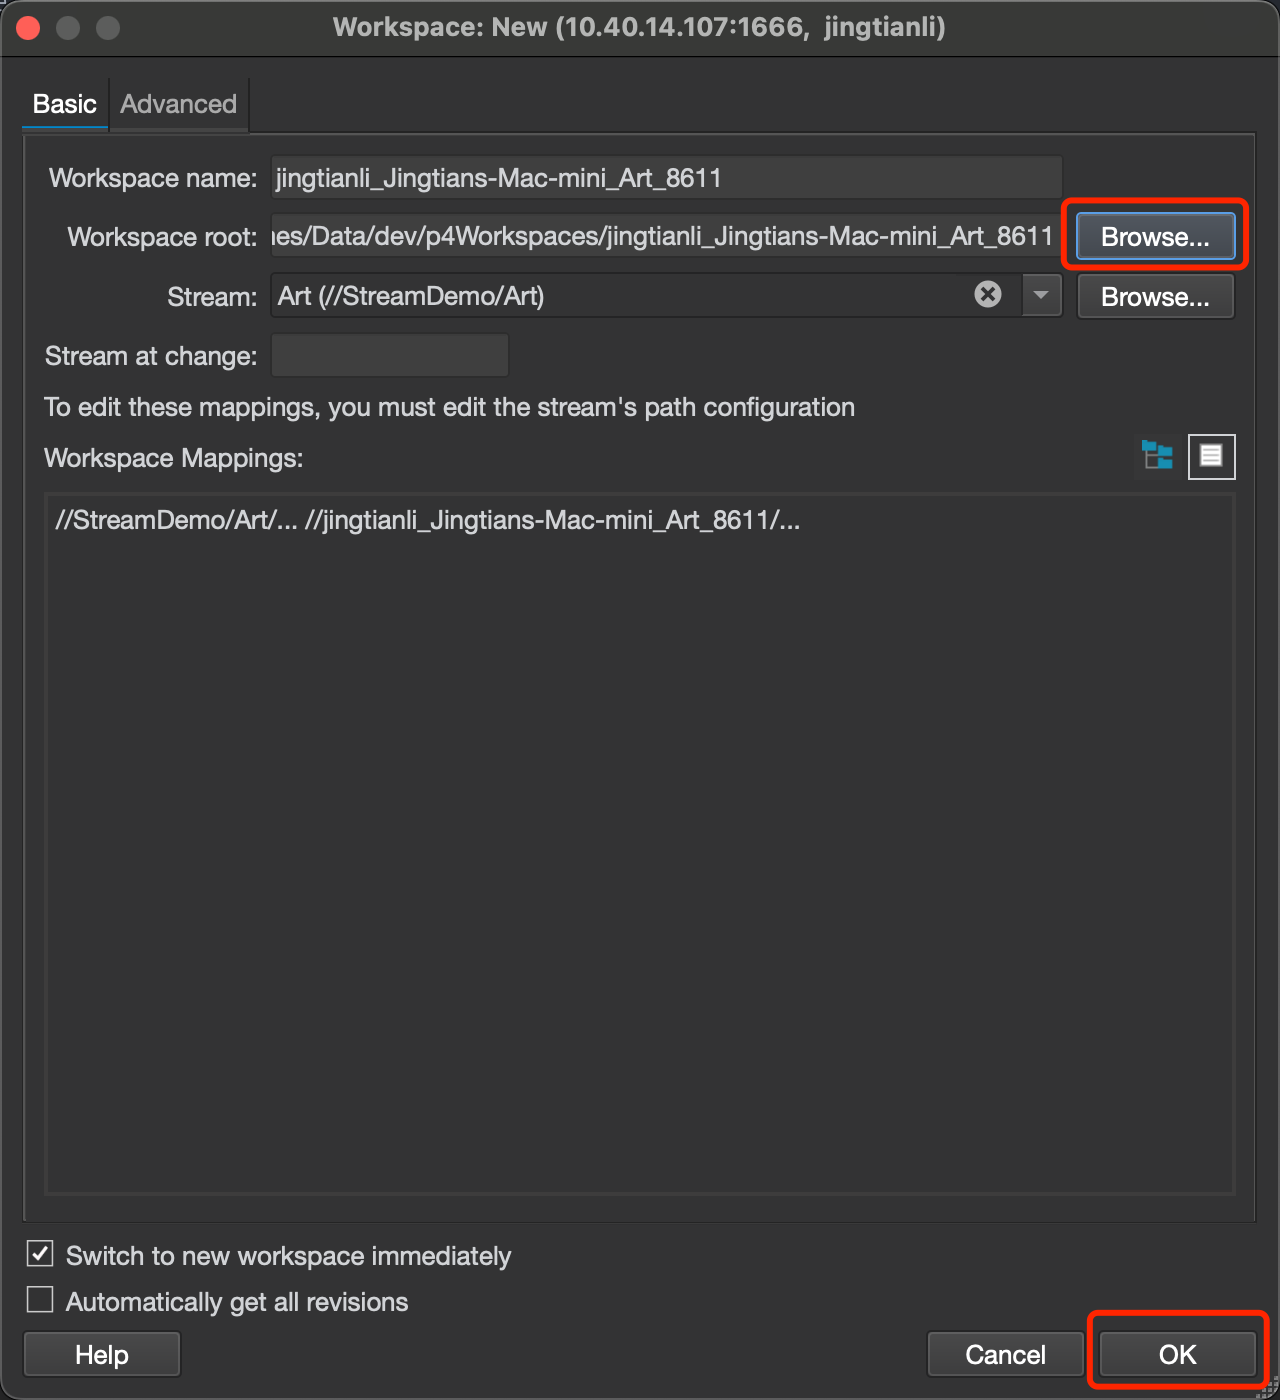 Workspace: New (10.40.14.107:1666, jingtianli)
Basic Advanced
Workspace name: jingtianli_Jingtians-Mac-mini_Art_8611
Workspace root: nes/Data/dev/p4Workspaces/jingtianli_Jingtians-Mac-mini_Art_8611 Browse...
Stream: Art (//StreamDemo/Art) Browse...
Stream at change:
To edit these mappings, you must edit the stream's path configuration
Workspace Mappings:
//StreamDemo/Art/... //jingtianli_Jingtians-Mac-mini_Art_8611/...
Switch to new workspace immediately
Automatically get all revisions
Help Cancel OK